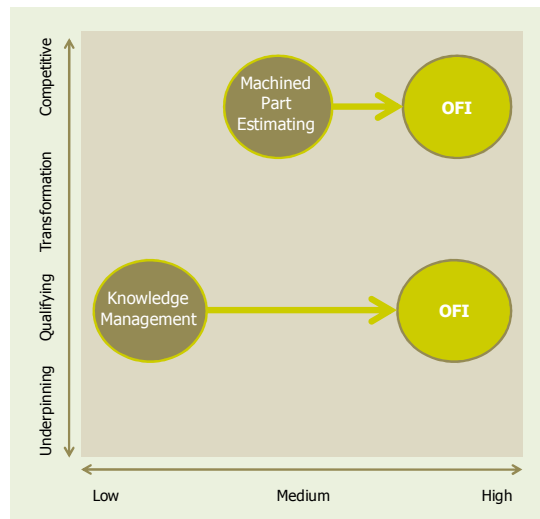 Competitive
Transformation
Qualifying
Underpinning
Machined
Part
Estimating
OFI
Knowledge
Management
OFI
Low
Medium
High